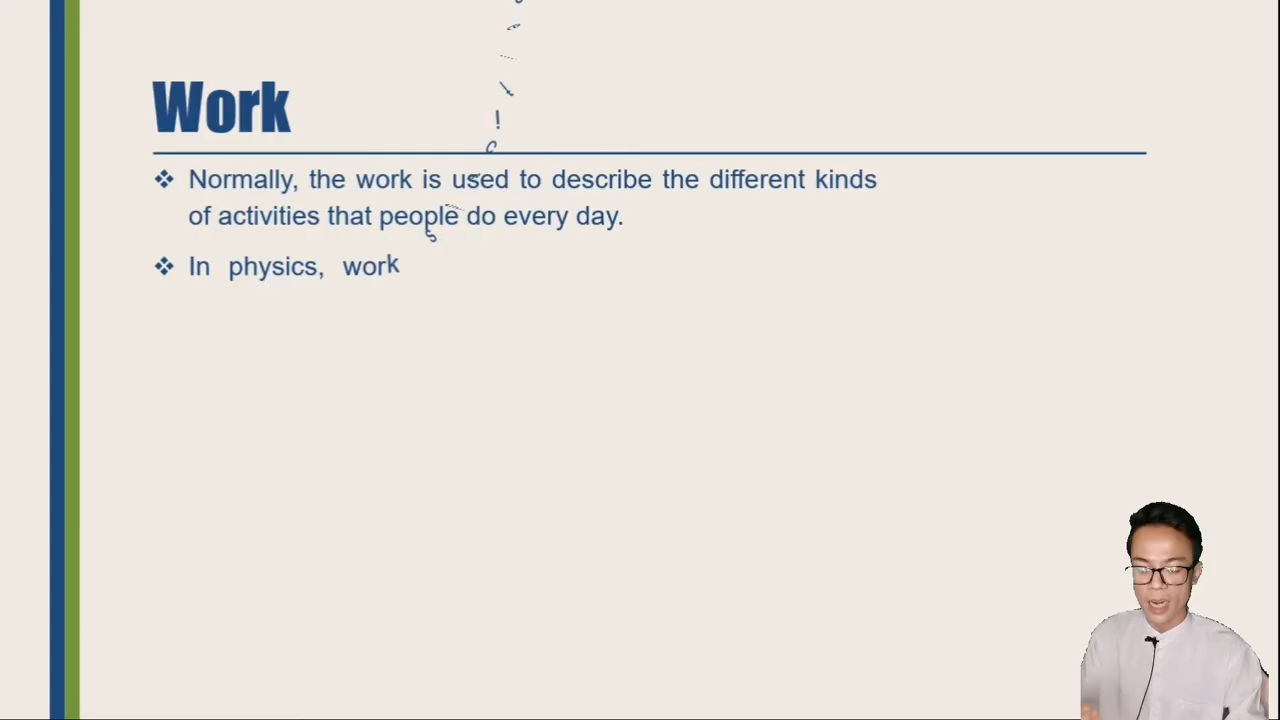 Work
❖ Normally, the work is used to describe the different kinds
of activities that people do every day.
❖ In physics, work